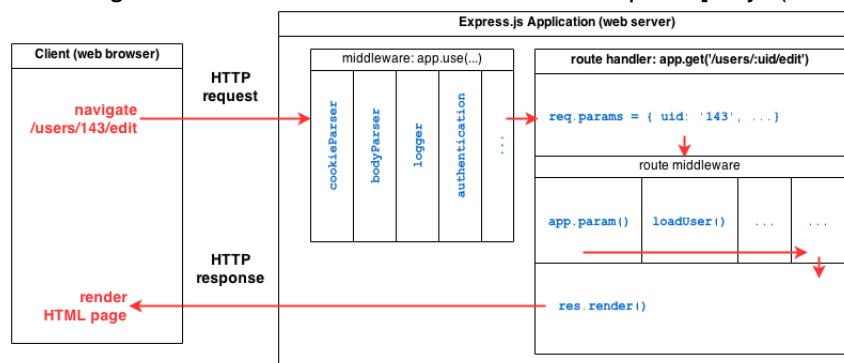 Express.js Application (web server)
Client (web browser)
middleware: app.use(...)
route handler: app.get('/users/:uid/edit')
HTTP
request
navigate
/users/143/edit
cookieParser
bodyParser
logger
authentication
...
req.params = { uid: '143', ...}
route middleware
app.param()
loadUser()
...
...
HTTP
response
render
HTML page
res.render()